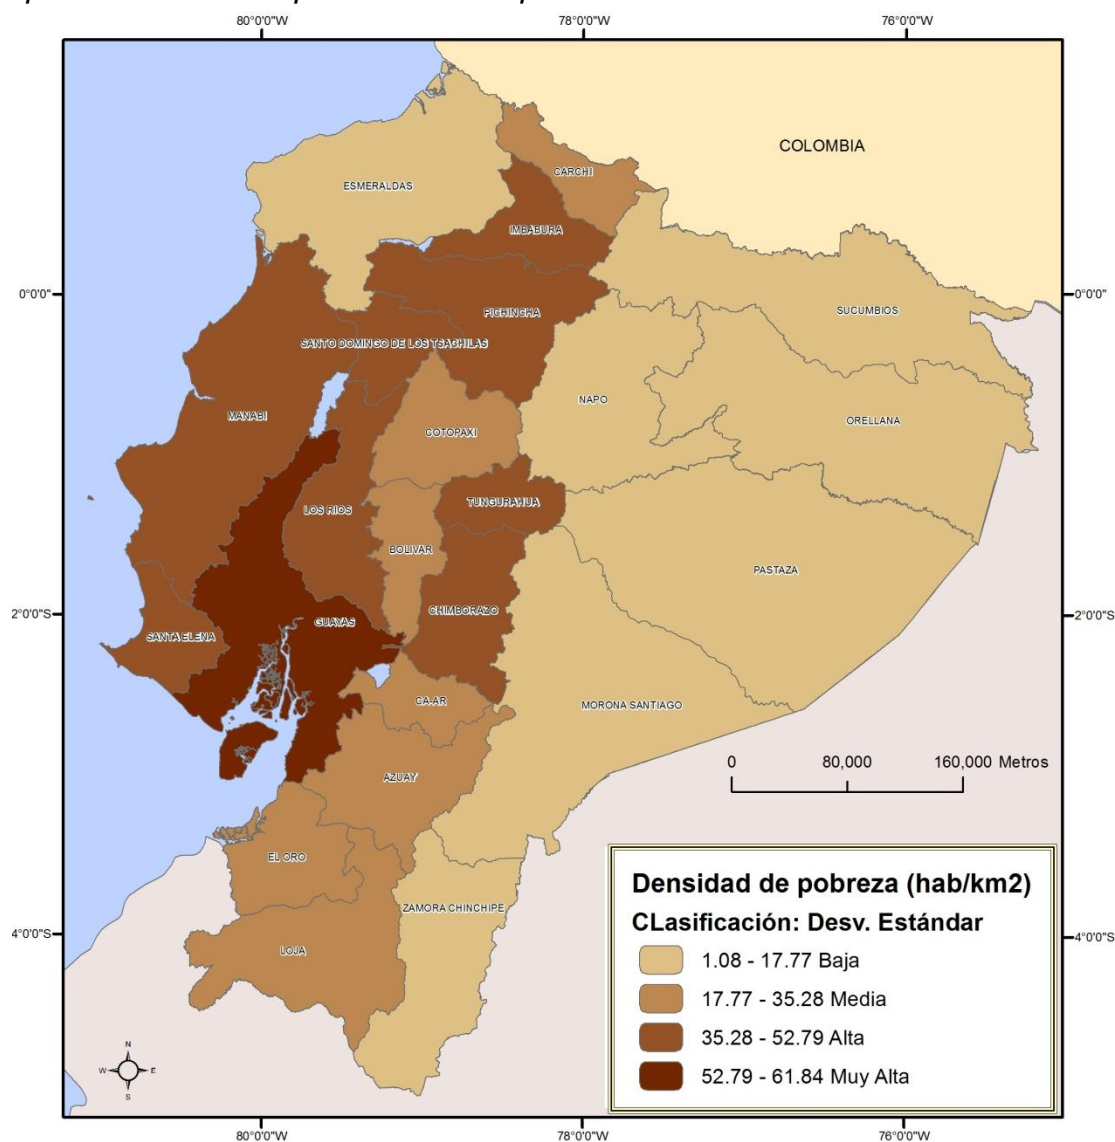 80°0'0"W 78°0'0"W 76°0'0"W
COLOMBIA
CARCHI
ESMERALDAS
IMBABURA
0°0'0" 0°0'0"
SUCUMBIOS
PICHINCHA
SANTO DOMINGO DE LOS TSACHILAS
NAPO
MANABI
ORELLANA
COTOPAXI
TUNGURAHUA
LOS RIOS
BOLIVAR
PASTAZA
CHIMBORAZO
2°0'0"S 2°0'0"S
GUAYAS
SANTA ELENA
CA-AR
MORONA SANTIAGO
0 80,000 160,000 Metros
AZUAY
EL ORO
ZAMORA CHINCHIPE
LOJA
4°0'0"S 4°0'0"S
Densidad de pobreza (hab/km2)
CLasificación: Desv. Estándar
1.08 - 17.77 Baja
17.77 - 35.28 Media
35.28 - 52.79 Alta
52.79 - 61.84 Muy Alta
N
W E
S
80°0'0"W 78°0'0"W 76°0'0"W